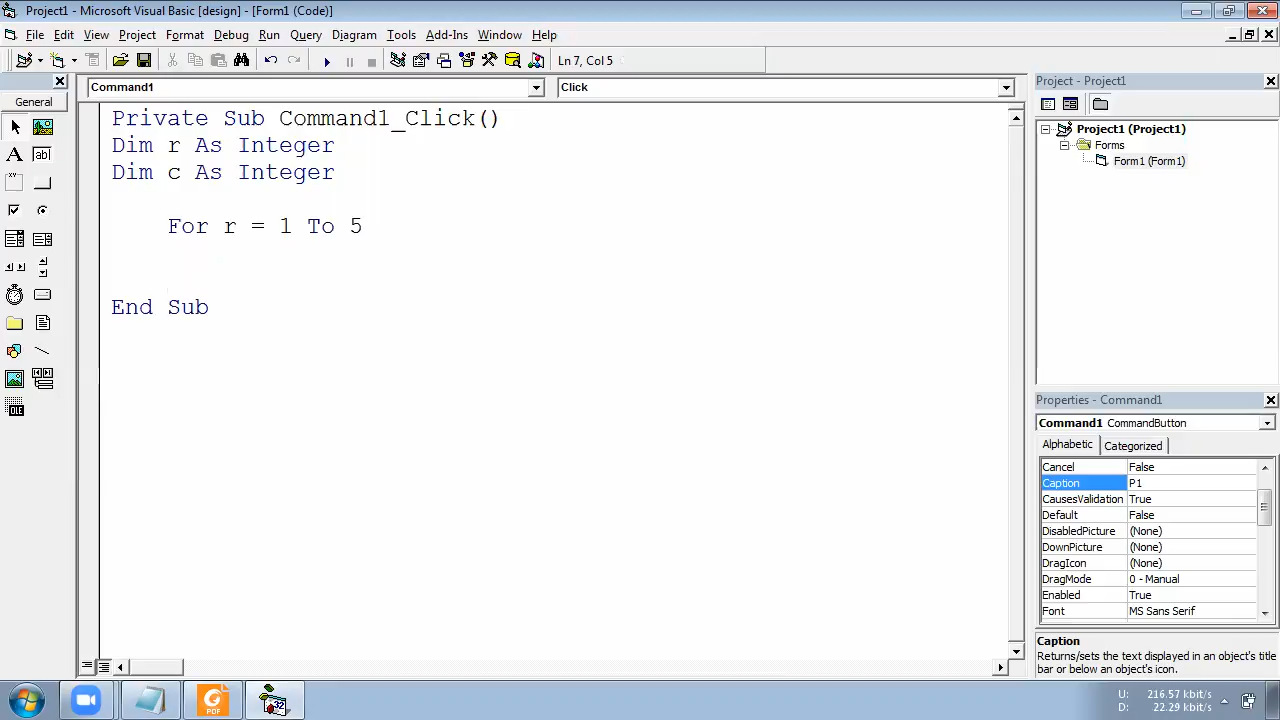 Project1 - Microsoft Visual Basic [design] - [Form1 (Code)]
File Edit View Project Format Debug Run Query Diagram Tools Add-Ins Window Help
Ln 7, Col 5
General
Command1
Click
Private Sub Command1_Click()
Dim r As Integer
Dim c As Integer
For r = 1 To 5
End Sub
Project - Project1
Project1 (Project1)
Forms
Form1 (Form1)
Properties - Command1
Command1 CommandButton
Alphabetic Categorized
Cancel False
Caption P1
CausesValidation True
Default False
DisabledPicture (None)
DownPicture (None)
DragIcon (None)
DragMode 0 - Manual
Enabled True
Font MS Sans Serif
Caption
Returns/sets the text displayed in an object's title
bar or below an object's icon.
U: 216.57 kbit/s
D: 22.29 kbit/s